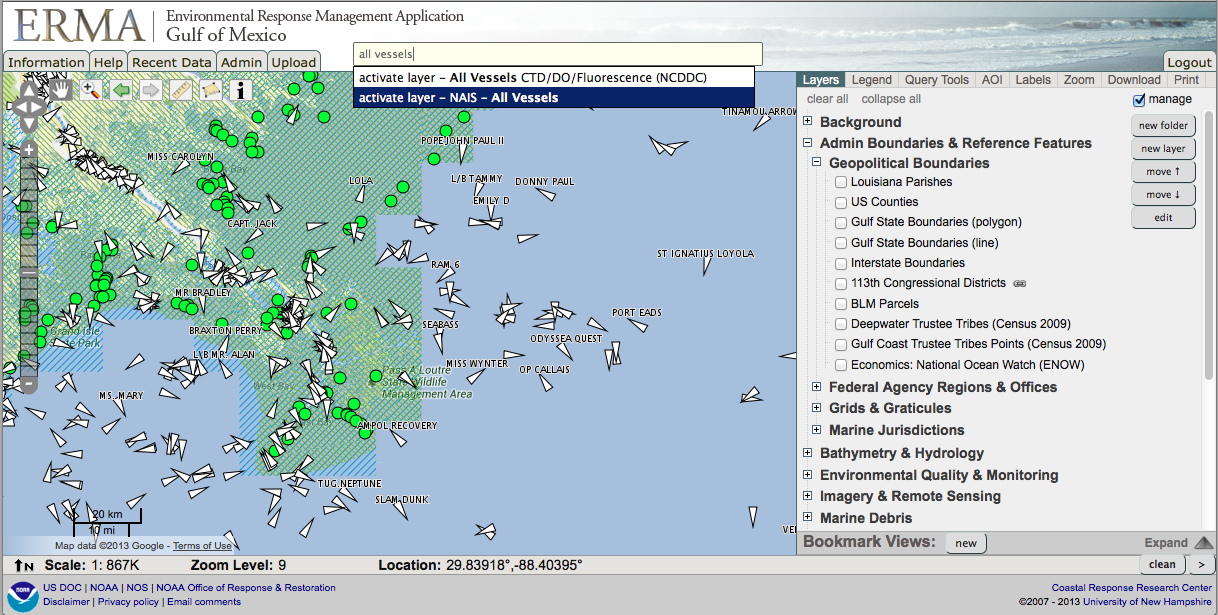 ERMA
Environmental Response Management Application
Gulf of Mexico
Information
Help
Recent Data
Admin
Upload
all vessels
activate layer – All Vessels CTD/DO/Fluorescence (NCDDC)
activate layer – NAIS – All Vessels
Logout
Layers
Legend
Query Tools
AOI
Labels
Zoom
Download
Print
clear all
collapse all
manage
Background
new folder
Admin Boundaries & Reference Features
new layer
Geopolitical Boundaries
move ↑
Louisiana Parishes
move ↓
US Counties
edit
Gulf State Boundaries (polygon)
Gulf State Boundaries (line)
Interstate Boundaries
113th Congressional Districts
BLM Parcels
Deepwater Trustee Tribes (Census 2009)
Gulf Coast Trustee Tribes Points (Census 2009)
Economics: National Ocean Watch (ENOW)
Federal Agency Regions & Offices
Grids & Graticules
Marine Jurisdictions
Bathymetry & Hydrology
Environmental Quality & Monitoring
Imagery & Remote Sensing
Marine Debris
Bookmark Views:
new
Expand
clean
>
TINAMOU ARROW
POPE JOHN PAUL II
MISS CAROLYN
LOLA
L/B TAMMY
DONNY PAUL
EMILY D
CAPT. JACK
ST IGNATIUS LOYOLA
RAM 6
MR BRADLEY
PORT EADS
SEABASS
BRAXTON PERRY
Grand Isle
State Park
ODYSSEA QUEST
L/B MR. ALAN
MISS WYNTER
OP CALLAIS
Pass A Loutre
State Wildlife
Management Area
West Bay
MS. MARY
AMPOL RECOVERY
TUG NEPTUNE
SLAM-DUNK
20 km
10 mi
Map data ©2013 Google - Terms of Use
N Scale: 1: 867K
Zoom Level: 9
Location: 29.83918°,-88.40395°
NOAA
US DOC | NOAA | NOS | NOAA Office of Response & Restoration
Disclaimer | Privacy policy | Email comments
Coastal Response Research Center
©2007 - 2013 University of New Hampshire